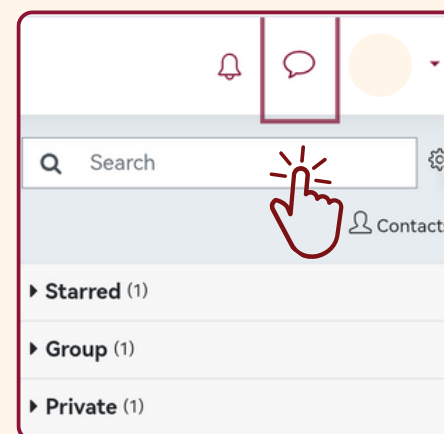 Search
Contact
Starred (1)
Group (1)
Private (1)